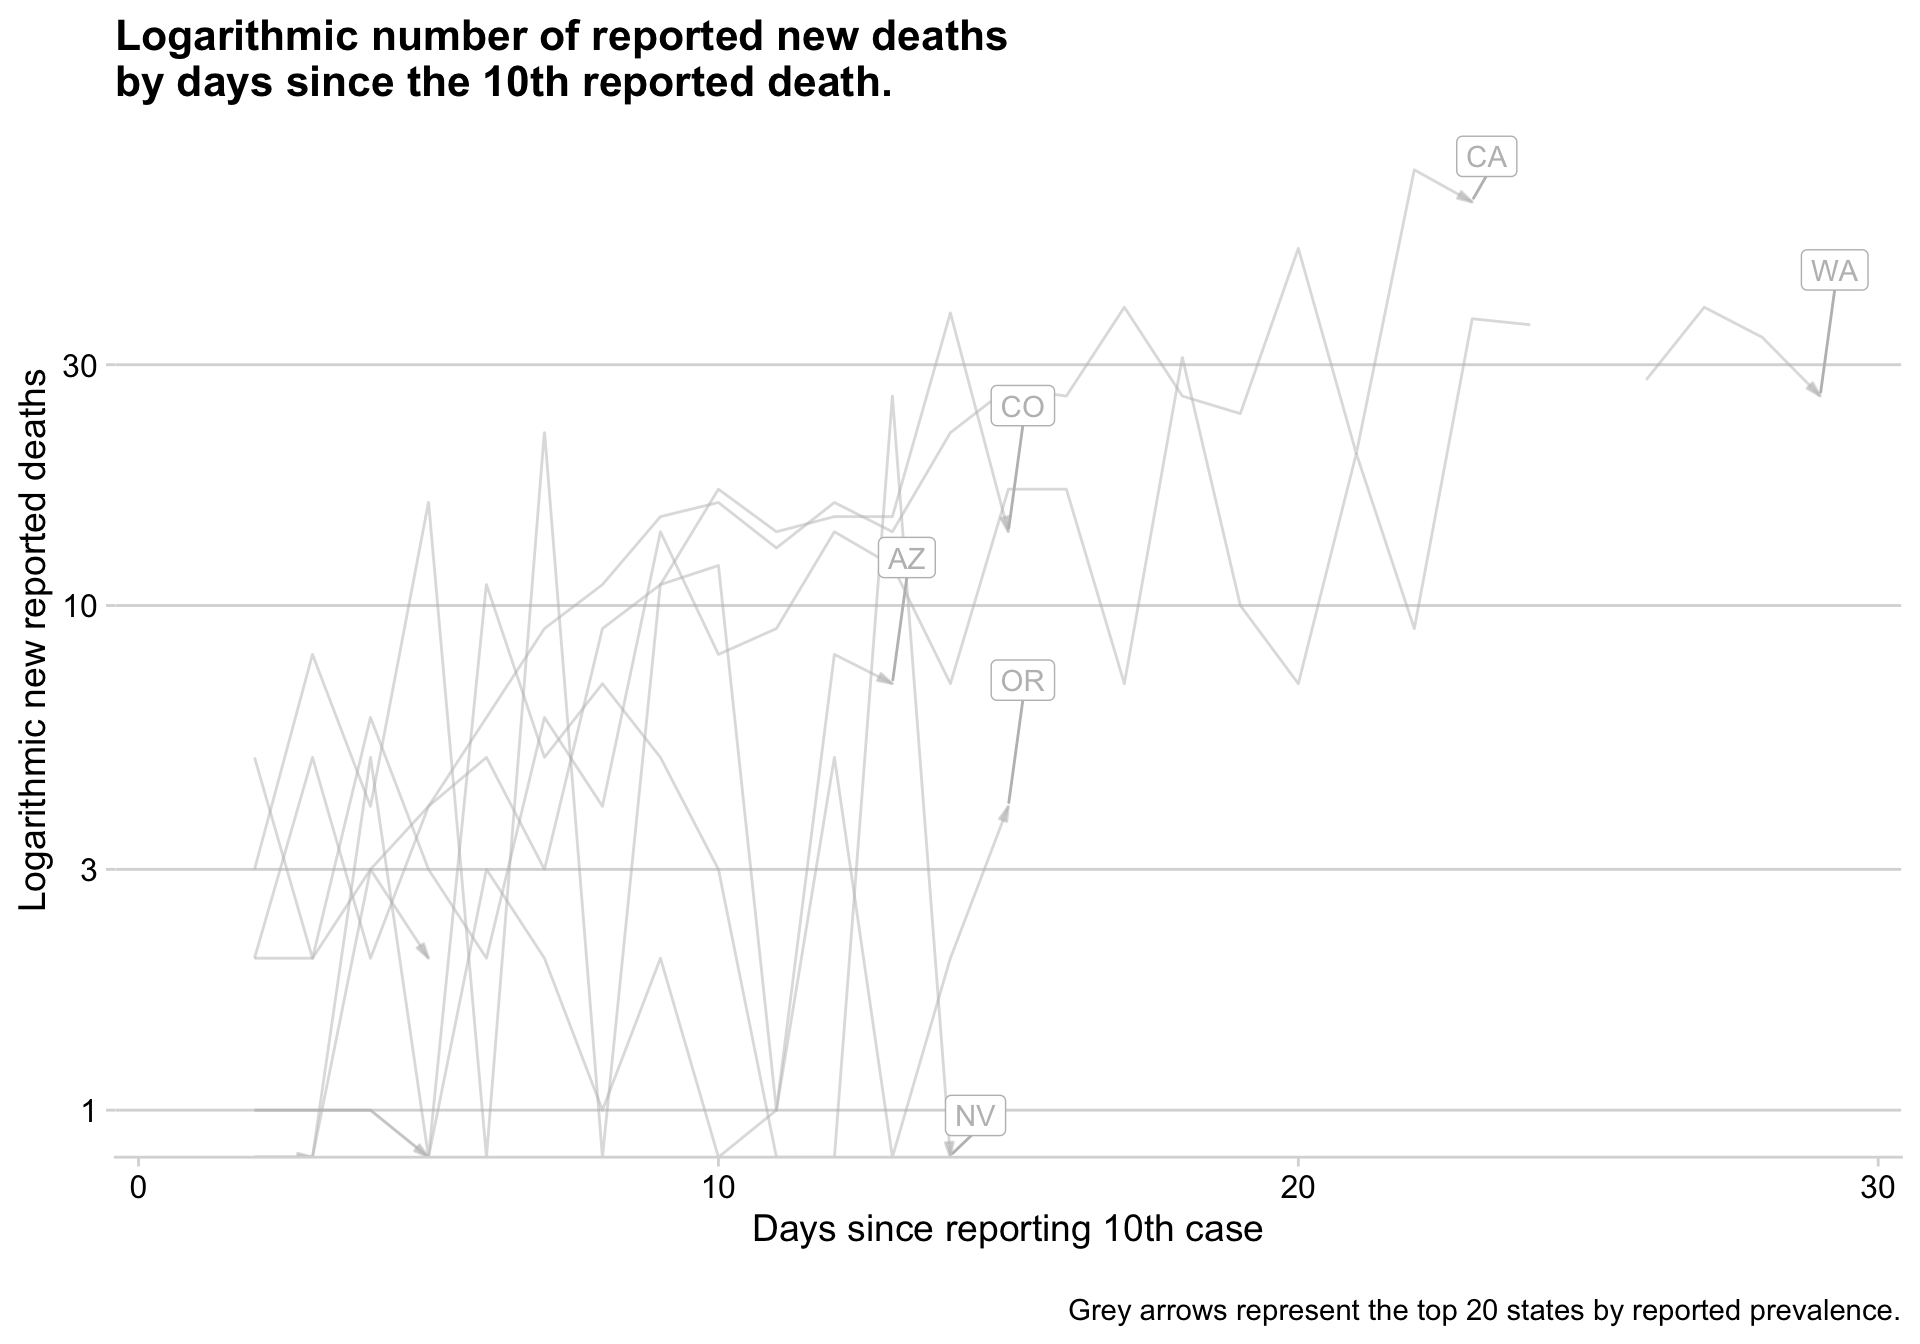 Logarithmic number of reported new deaths
by days since the 10th reported death.
CA
WA
30
CO
AZ
10
OR
3
1
NV
Logarithmic new reported deaths
0
10
20
30
Days since reporting 10th case
Grey arrows represent the top 20 states by reported prevalence.